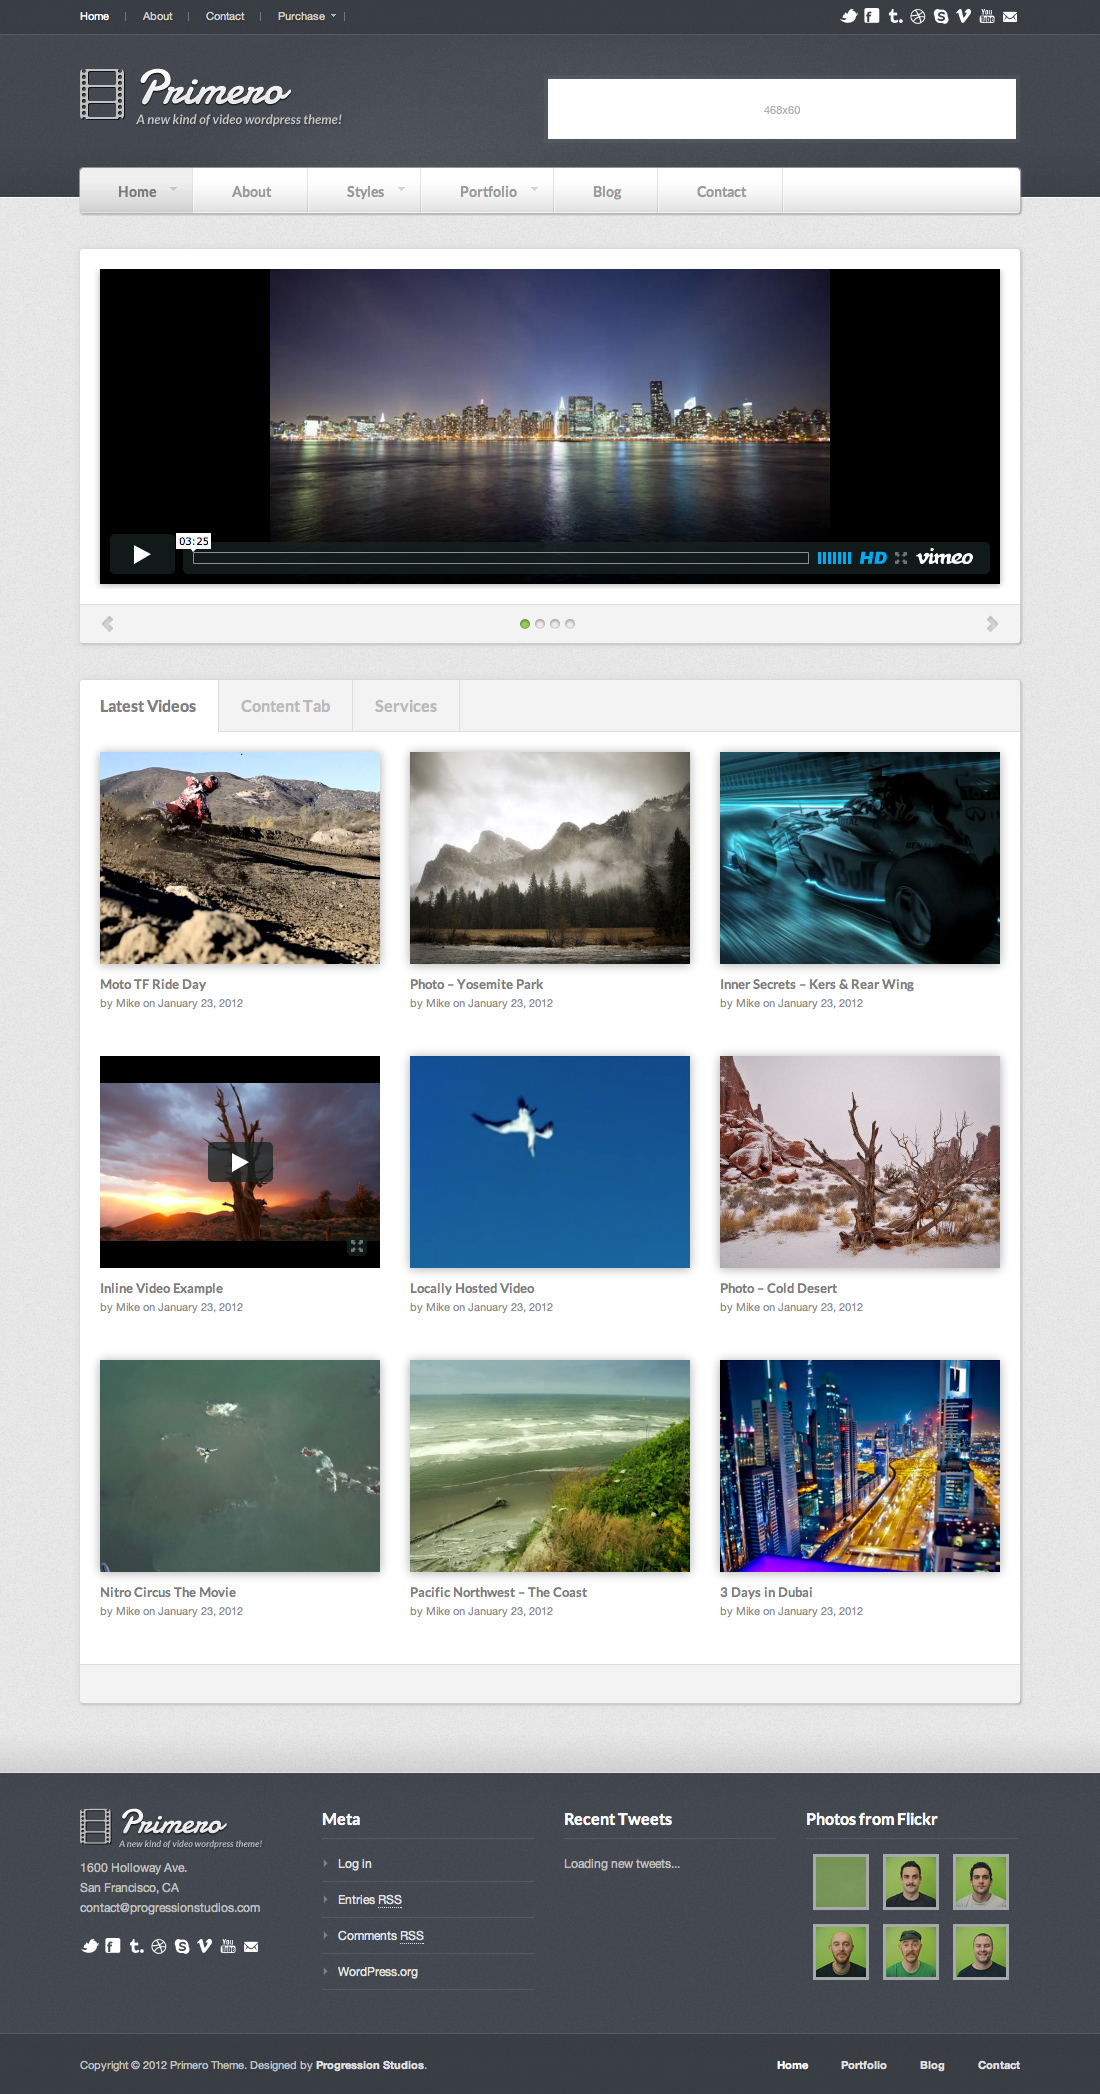 Home
About
Contact
Purchase
You
Tube
Primero
A new kind of video wordpress theme!
468x60
Home
About
Styles
Portfolio
Blog
Contact
03:25
HD
vimeo
Latest Videos
Content Tab
Services
Moto TF Ride Day
by Mike on January 23, 2012
Photo – Yosemite Park
by Mike on January 23, 2012
Inner Secrets – Kers & Rear Wing
by Mike on January 23, 2012
Inline Video Example
by Mike on January 23, 2012
Locally Hosted Video
by Mike on January 23, 2012
Photo – Cold Desert
by Mike on January 23, 2012
Nitro Circus The Movie
by Mike on January 23, 2012
Pacific Northwest – The Coast
by Mike on January 23, 2012
3 Days in Dubai
by Mike on January 23, 2012
Primero
A new kind of video wordpress theme!
1600 Holloway Ave.
San Francisco, CA
contact@progressionstudios.com
You
Tube
Meta
Log in
Entries RSS
Comments RSS
WordPress.org
Recent Tweets
Loading new tweets...
Photos from Flickr
Copyright © 2012 Primero Theme. Designed by Progression Studios.
Home
Portfolio
Blog
Contact